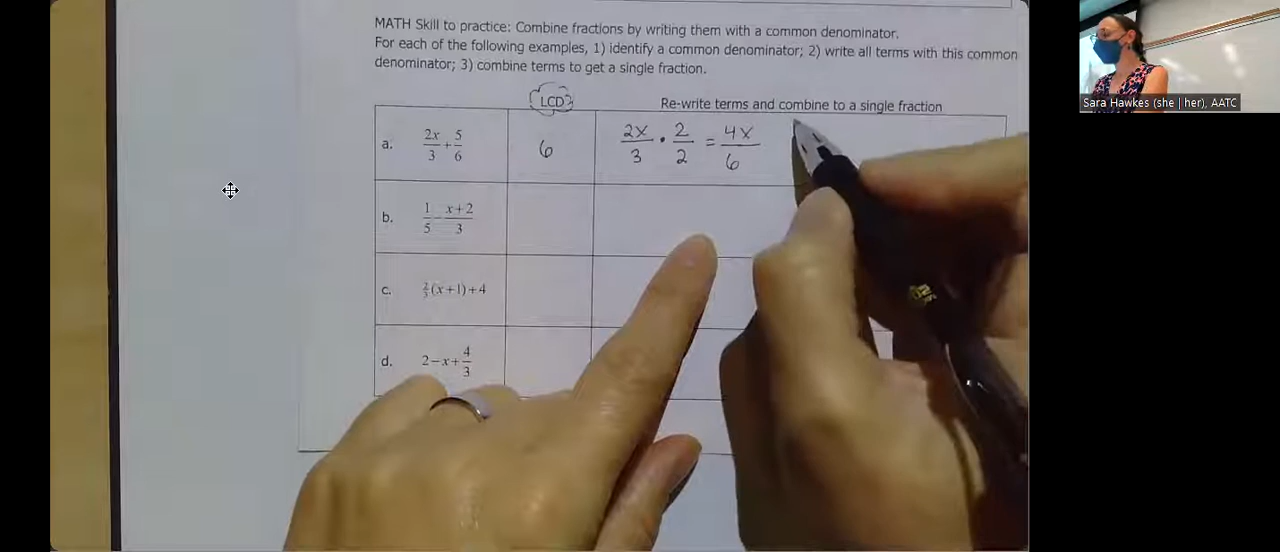 MATH Skill to practice: Combine fractions by writing them with a common denominator.
For each of the following examples, 1) identify a common denominator; 2) write all terms with this common
denominator; 3) combine terms to get a single fraction.
LCD? Re-write terms and combine to a single fraction
a. 2x/3 + 5/6 6 2x/3 • 2/2 = 4x/6
b. 1/5 − x+2/3
c. (x+1)+4
d. 2−x+4/3
Sara Hawkes (she | her), AATC